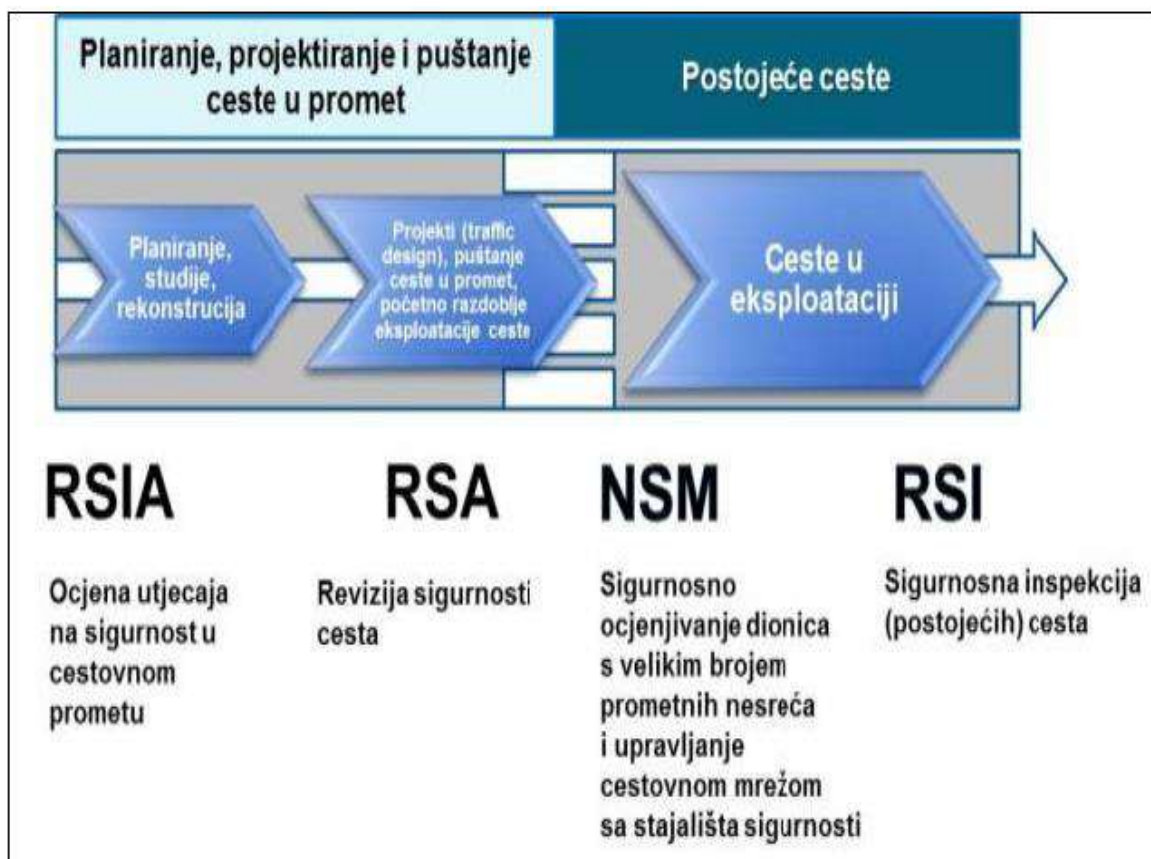 Planiranje, projektiranje i puštanje
ceste u promet
Postojeće ceste
Planiranje,
studije,
rekonstrucija
Projekti (traffic
design), puštanje
ceste u promet,
početno razdoblje
eksploatacije ceste
Ceste u
eksploataciji
RSIA
RSA
NSM
RSI
Ocjena utjecaja
na sigurnost u
cestovnom
prometu
Revizija sigurnosti
cesta
Sigurnosno
ocjenjivanje dionica
s velikim brojem
prometnih nesreća
i upravljanje
cestovnom mrežom
sa stajališta sigurnosti
Sigurnosna inspekcija
(postojećih) cesta